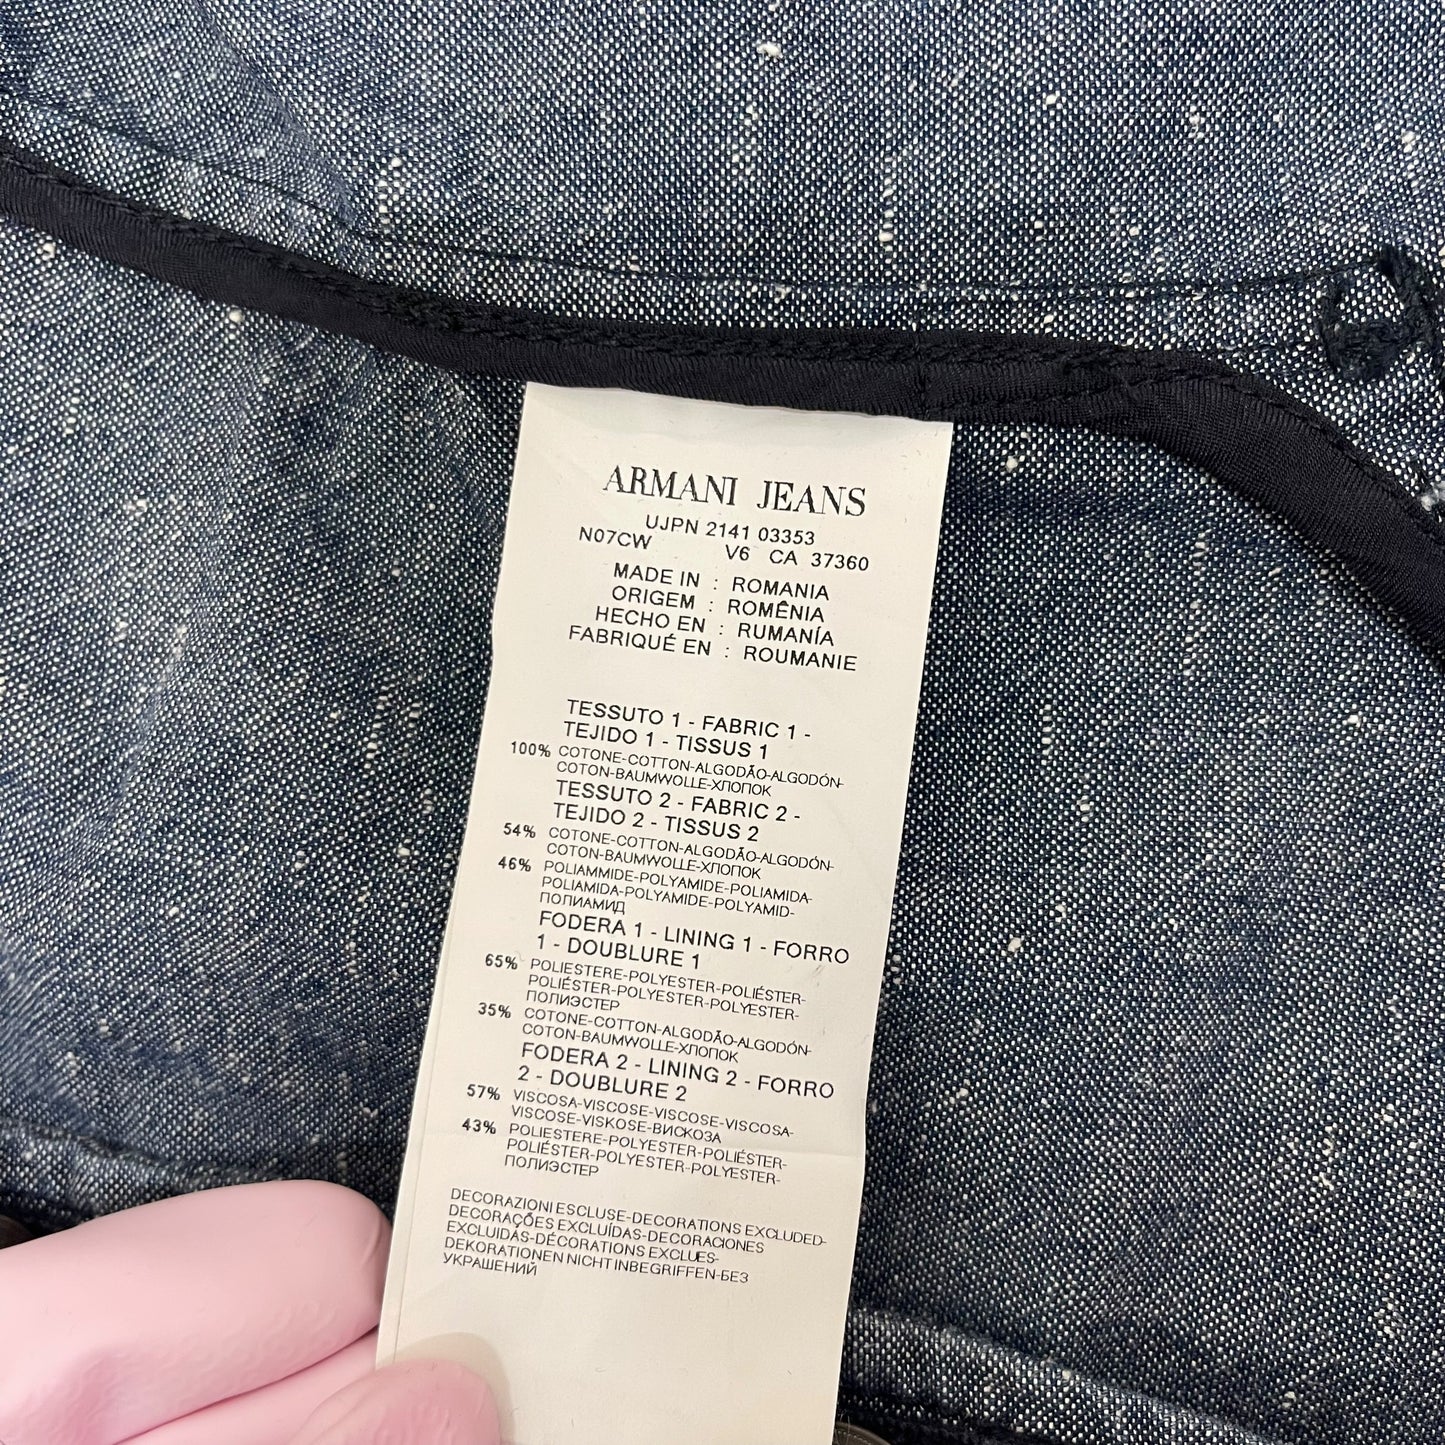 ARMANI JEANS
UJPN 2141 03353
N07CW V6 CA 37360
MADE IN : ROMANIA
ORIGEM : ROMÊNIA
HECHO EN : RUMANÍA
FABRIQUÉ EN : ROUMANIE
TESSUTO 1 - FABRIC 1 -
TEJIDO 1 - TISSUS 1
100% COTONE-COTTON-ALGODÃO-ALGODÓN-
COTON-BAUMWOLLE-ХЛОПОК
TESSUTO 2 - FABRIC 2 -
TEJIDO 2 - TISSUS 2
54% COTONE-COTTON-ALGODÃO-ALGODÓN-
COTON-BAUMWOLLE-ХЛОПОК
46% POLIAMMIDE-POLYAMIDE-POLIAMIDA-
POLIAMIDA-POLYAMIDE-POLYAMID-
ПОЛИАМИД
FODERA 1 - LINING 1 - FORRO
1 - DOUBLURE 1
65% POLIESTERE-POLYESTER-POLIÉSTER-
POLIÉSTER-POLYESTER-POLYESTER-
ПОЛИЭСТЕР
35% COTONE-COTTON-ALGODÃO-ALGODÓN-
COTON-BAUMWOLLE-ХЛОПОК
FODERA 2 - LINING 2 - FORRO
2 - DOUBLURE 2
57% VISCOSA-VISCOSE-VISCOSE-VISCOSA-
VISCOSE-VISKOSE-ВИСКОЗА
43% POLIESTERE-POLYESTER-POLIÉSTER-
POLIÉSTER-POLYESTER-POLYESTER-
ПОЛИЭСТЕР
DECORAZIONI ESCLUSE-DECORATIONS EXCLUDED-
DECORAÇÕES EXCLUÍDAS-DECORACIONES
EXCLUIDAS-DÉCORATIONS EXCLUES-
DEKORATIONEN NICHT INBEGRIFFEN-БЕЗ
УКРАШЕНИЙ